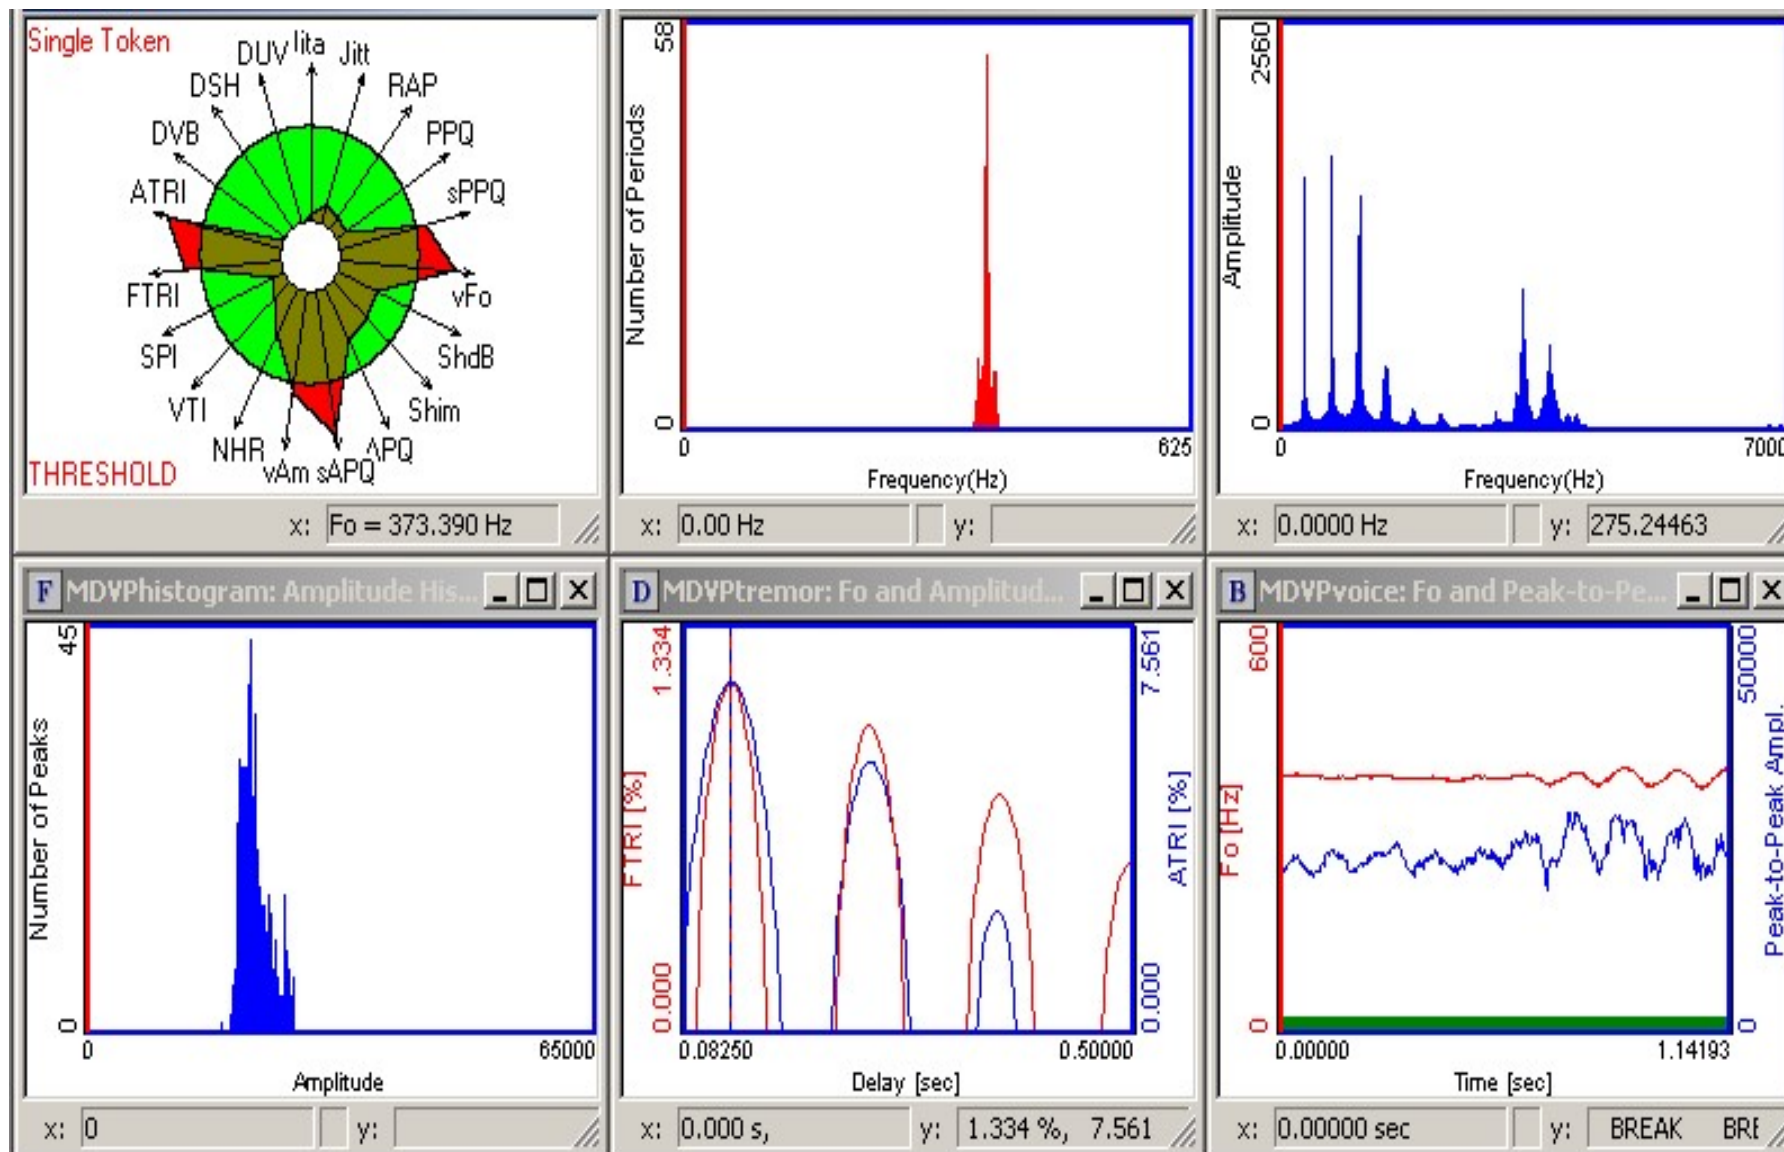 Single Token
Iita
DUV
Jitt
DSH
RAP
DVB
PPQ
ATRI
sPPQ
FTRI
vFo
SPI
ShdB
VTI
Shim
NHR
APQ
vAm sAPQ
THRESHOLD
x: Fo = 373.390 Hz
58
Number of Periods
0
0 625
Frequency(Hz)
x: 0.00 Hz y:
2560
Amplitude
0
0 7000
Frequency(Hz)
x: 0.0000 Hz y: 275.24463
F MDVPhistogram: Amplitude His...
45
Number of Peaks
0
0 65000
Amplitude
x: 0 y:
D MDVPtremor: Fo and Amplitud...
1.334
FTRI [%]
0.000
7.561
ATRI [%]
0.000
0.08250 0.50000
Delay [sec]
x: 0.000 s, y: 1.334 %, 7.561
B MDVPvoice: Fo and Peak-to-Pe...
600
Fo [Hz]
0
50000
Peak-to-Peak Ampl.
0
0.00000 1.14193
Time [sec]
x: 0.00000 sec y: BREAK BRE